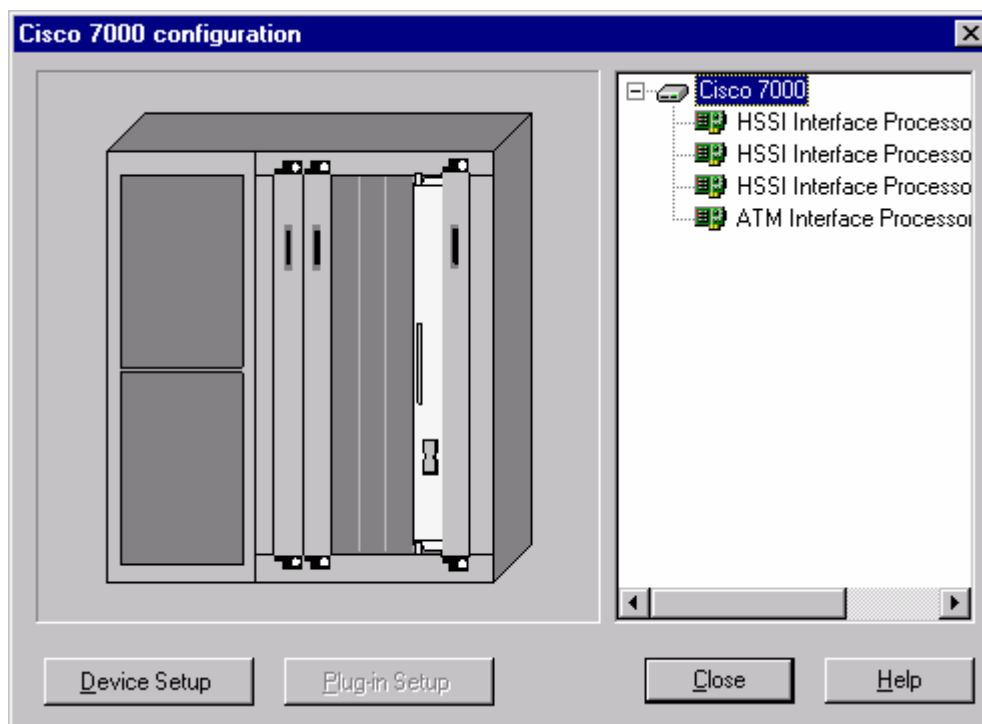 Cisco 7000 configuration
Cisco 7000
HSSI Interface Processo
HSSI Interface Processo
HSSI Interface Processo
ATM Interface Processor
Device Setup
Plug-in Setup
Close
Help